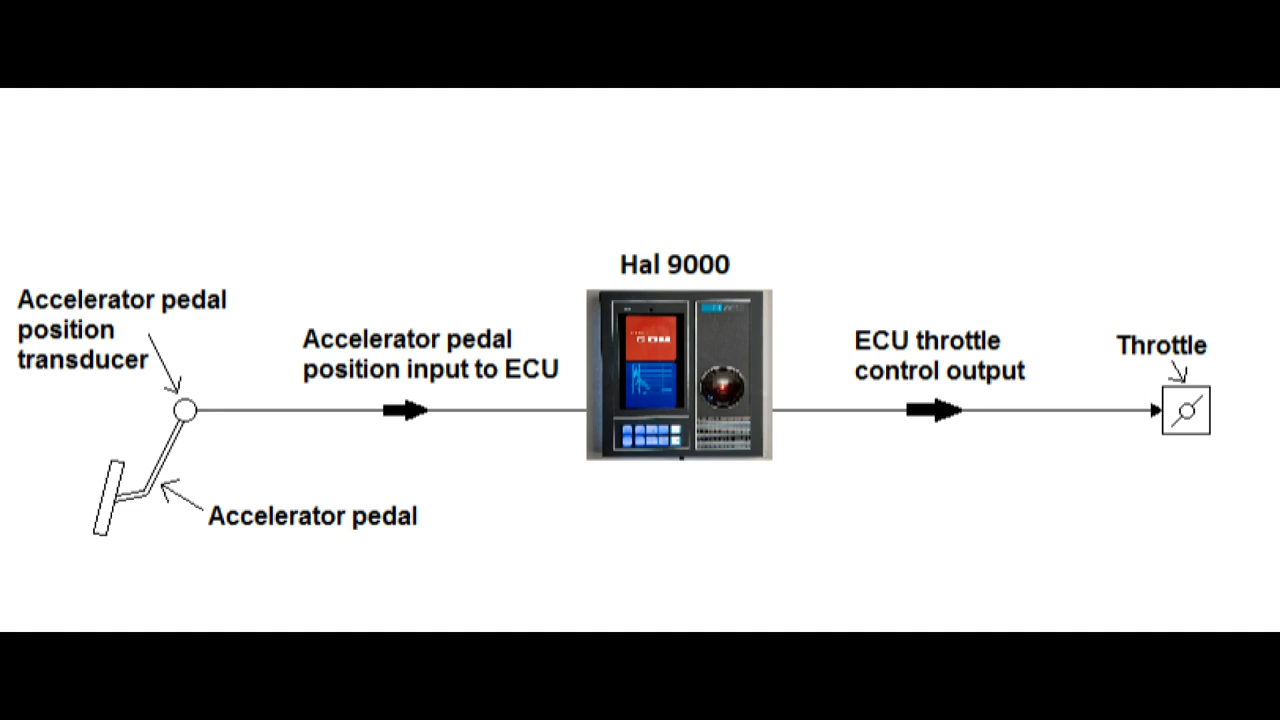 Hal 9000
Accelerator pedal
position
transducer
Accelerator pedal
position input to ECU
ECU throttle
control output
Throttle
Accelerator pedal